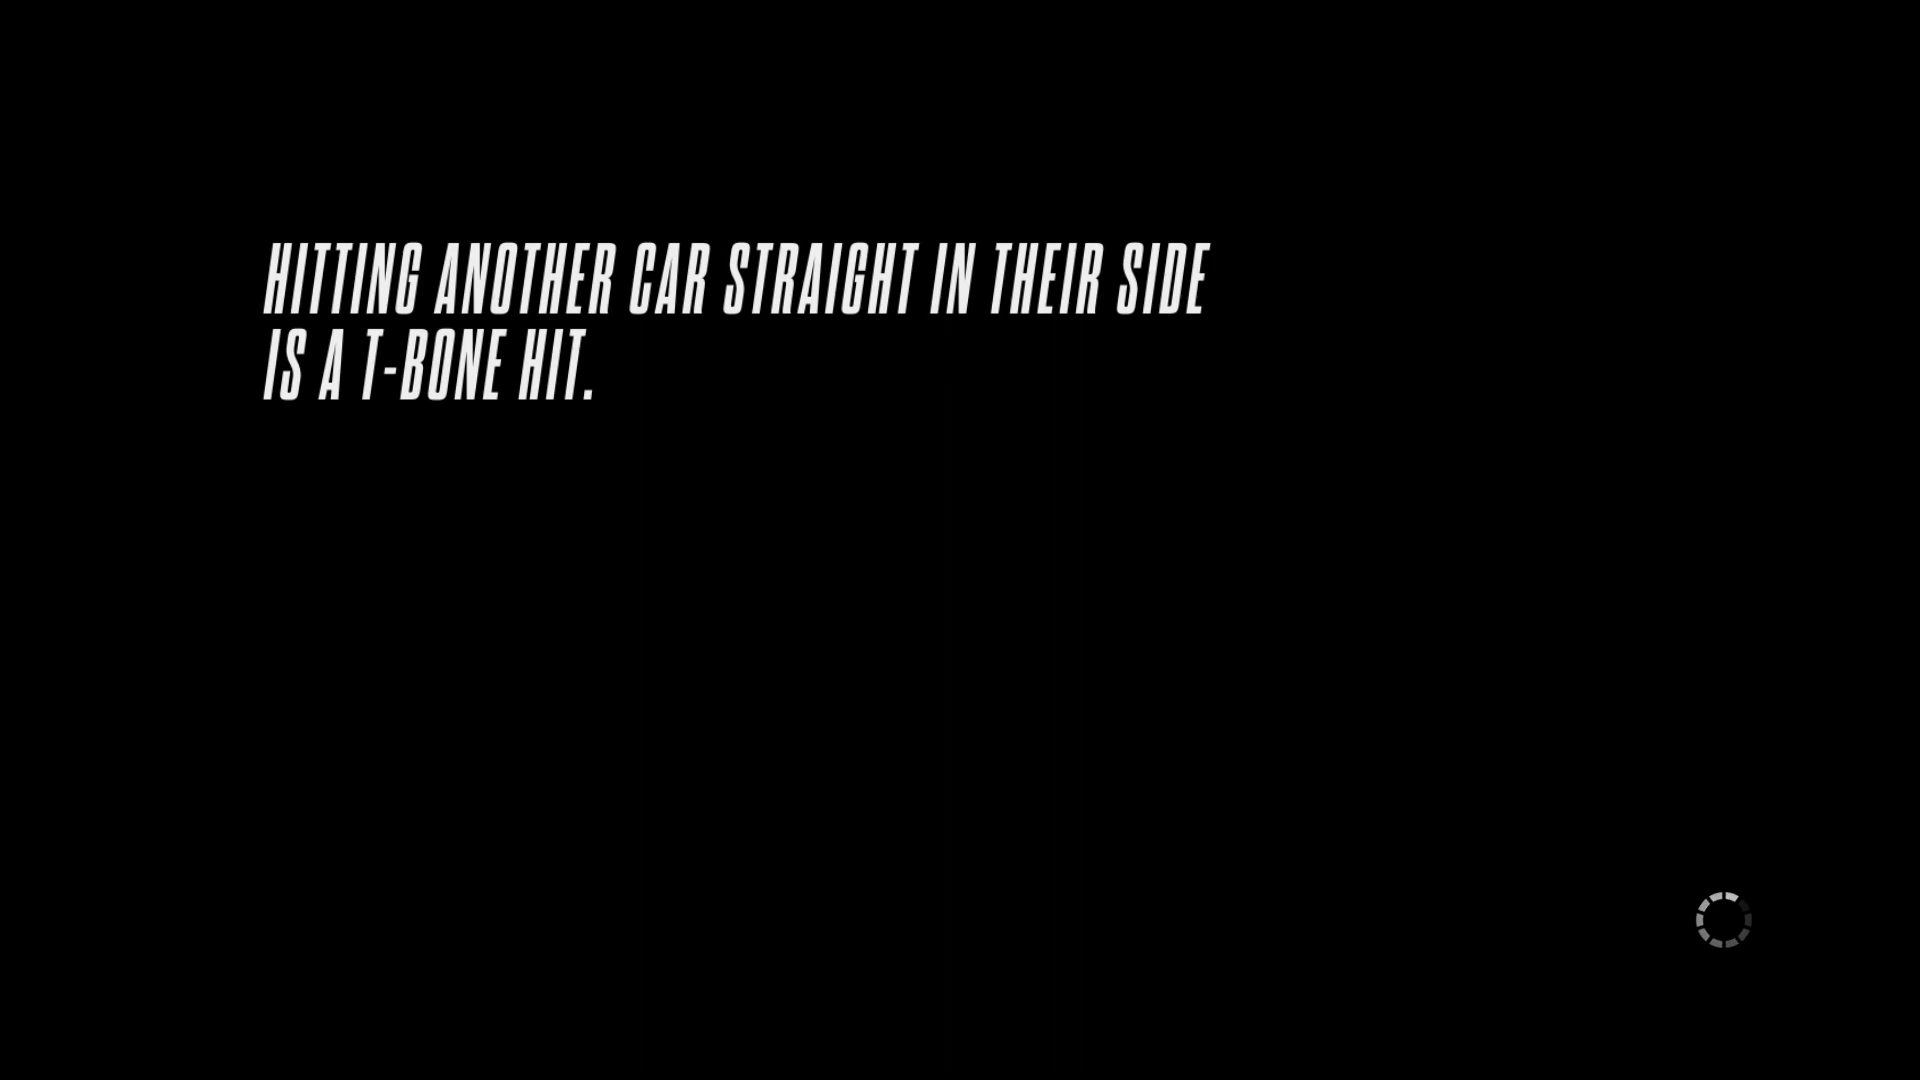 HITTING ANOTHER CAR STRAIGHT IN THEIR SIDE
IS A T-BONE HIT.